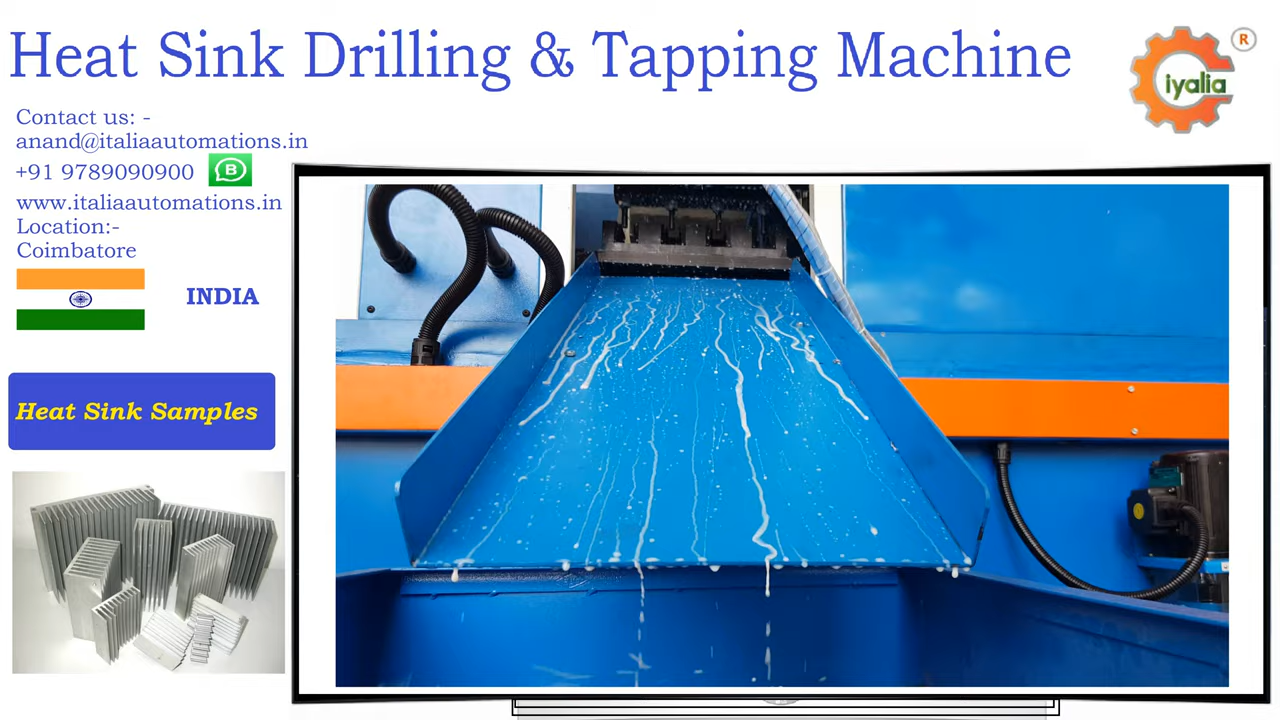 Heat Sink Drilling & Tapping Machine
R
iyalia
Contact us: -
anand@italiaautomations.in
+91 9789090900
B
www.italiaautomations.in
Location:-
Coimbatore
INDIA
Heat Sink Samples